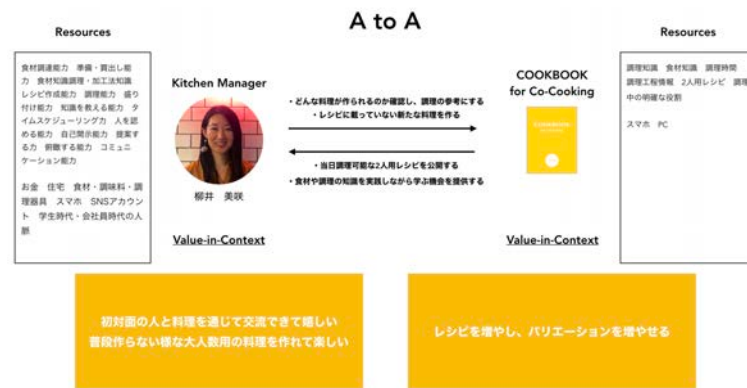 A to A
Resources
食材調達能力　準備・買出し能
力　食材知識調理・加工法知識
レシピ作成能力　調理能力　盛り
付け能力　知識を教える能力　タ
イムスケジューリング力　人を認
める能力　自己開示能力　提案す
る力　俯瞰する能力　コミュニ
ケーション能力
お金　住宅　食材・調味料・調
理器具　スマホ　SNSアカウン
ト　学生時代・会社員時代の人
脈
Kitchen Manager
柳井　美咲
Value-in-Context
・どんな料理が作られるのか確認し、調理の参考にする
・レシピに載っていない新たな料理を作る
・当日調理可能な2人用レシピを公開する
・食材や調理の知識を実践しながら学ぶ機会を提供する
COOKBOOK
for Co-Cooking
Cookbook
Value-in-Context
Resources
調理知識　食材知識　調理時間
調理工程情報　2人用レシピ　調理
中の明確な役割
スマホ　PC
初対面の人と料理を通じて交流できて嬉しい
普段作らない様な大人数用の料理を作れて楽しい
レシピを増やし、バリエーションを増やせる